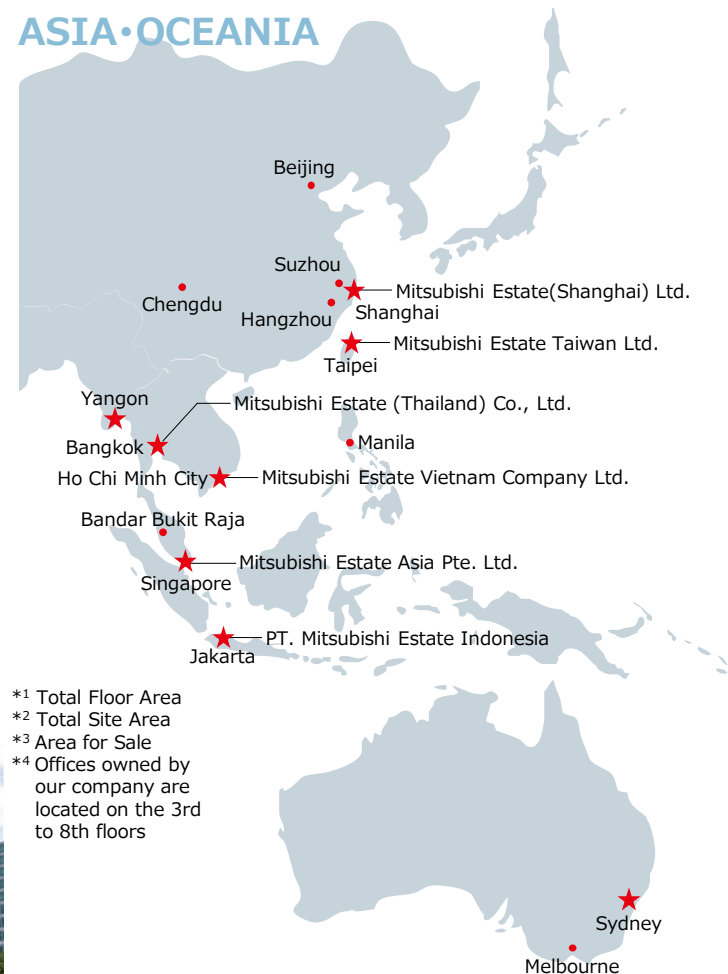 ASIA•OCEANIA
Beijing
Suzhou
Chengdu
Mitsubishi Estate(Shanghai) Ltd.
Hangzhou
Shanghai
Mitsubishi Estate Taiwan Ltd.
Taipei
Yangon
Mitsubishi Estate (Thailand) Co., Ltd.
Bangkok
Manila
Ho Chi Minh City
Mitsubishi Estate Vietnam Company Ltd.
Bandar Bukit Raja
Mitsubishi Estate Asia Pte. Ltd.
Singapore
PT. Mitsubishi Estate Indonesia
Jakarta
*1 Total Floor Area
*2 Total Site Area
*3 Area for Sale
*4 Offices owned by
our company are
located on the 3rd
to 8th floors
Sydney
Melbourne